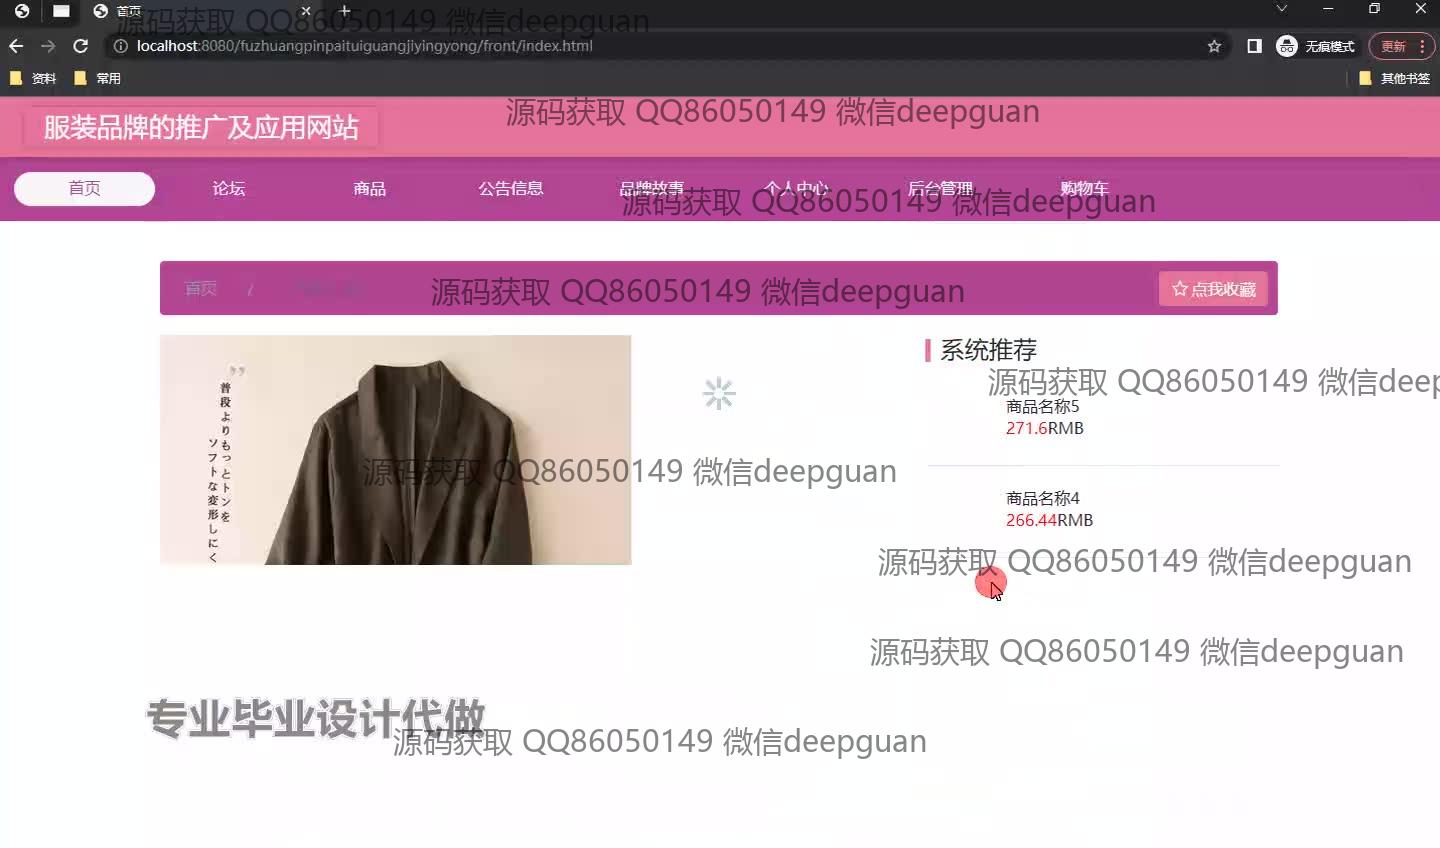 首页
源码获取 QQ86050149 微信deepguan
localhost:8080/fuzhuangpinpaituiguangjiyingyong/front/index.html
无痕模式
更新
资料
常用
其他书签
服装品牌的推广及应用网站
源码获取 QQ86050149 微信deepguan
首页
论坛
商品
公告信息
品牌故事
个人中心
后台管理
购物车
源码获取 QQ86050149 微信deepguan
首页 /
源码获取 QQ86050149 微信deepguan
点我收藏
普段よりもっとトンを
ソフトな変形しにく
系统推荐
源码获取 QQ86050149 微信deep
商品名称5
271.6RMB
源码获取 QQ86050149 微信deepguan
商品名称4
266.44RMB
源码获取 QQ86050149 微信deepguan
源码获取 QQ86050149 微信deepguan
专业毕业设计代做
源码获取 QQ86050149 微信deepguan